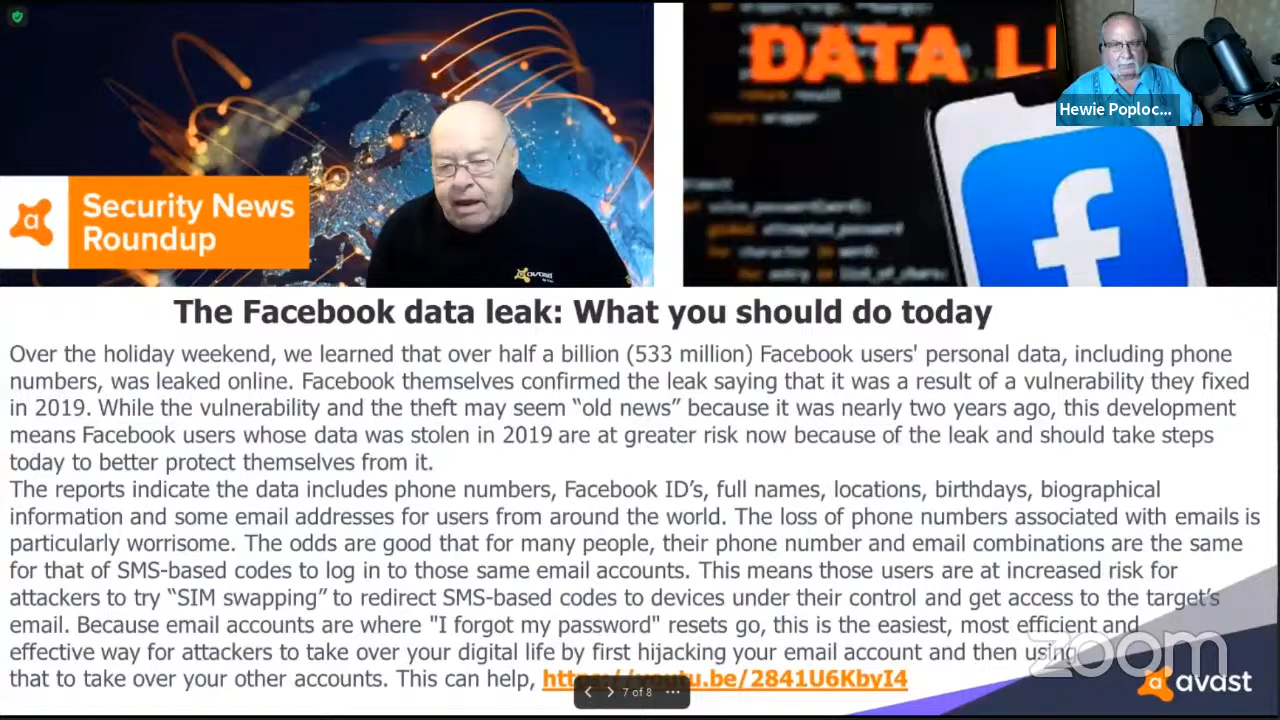 DATA L
Hewie Poploc...
Security News
Roundup
avast
The Facebook data leak: What you should do today
Over the holiday weekend, we learned that over half a billion (533 million) Facebook users' personal data, including phone
numbers, was leaked online. Facebook themselves confirmed the leak saying that it was a result of a vulnerability they fixed
in 2019. While the vulnerability and the theft may seem “old news” because it was nearly two years ago, this development
means Facebook users whose data was stolen in 2019 are at greater risk now because of the leak and should take steps
today to better protect themselves from it.
The reports indicate the data includes phone numbers, Facebook ID’s, full names, locations, birthdays, biographical
information and some email addresses for users from around the world. The loss of phone numbers associated with emails is
particularly worrisome. The odds are good that for many people, their phone number and email combinations are the same
for that of SMS-based codes to log in to those same email accounts. This means those users are at increased risk for
attackers to try “SIM swapping” to redirect SMS-based codes to devices under their control and get access to the target’s
email. Because email accounts are where "I forgot my password" resets go, this is the easiest, most efficient and
effective way for attackers to take over your digital life by first hijacking your email account and then using
that to take over your other accounts. This can help, https://youtu.be/2841U6KbyI4
7 of 8
zoom
avast